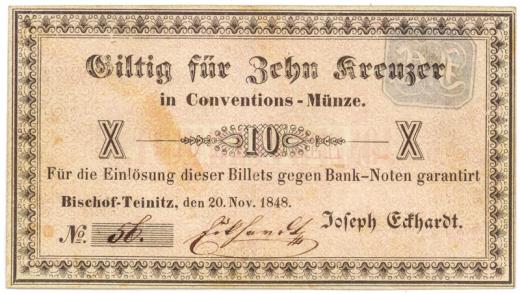 Giltig für Zehn Kreuzer
in Conventions-Münze.
X 10 X
Für die Einlösung dieser Billets gegen Bank-Noten garantirt
Bischof-Teinitz, den 20. Nov. 1848.
Joseph Eckhardt.
№. 56. Eckhardt